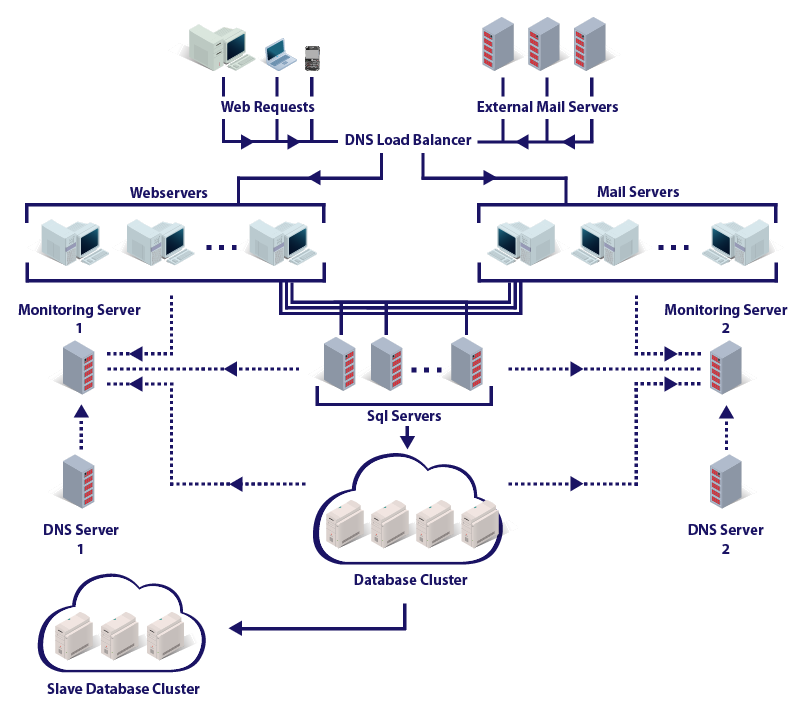 Web Requests
External Mail Servers
DNS Load Balancer
Webservers
Mail Servers
Monitoring Server
1
Monitoring Server
2
Sql Servers
DNS Server
1
DNS Server
2
Database Cluster
Slave Database Cluster